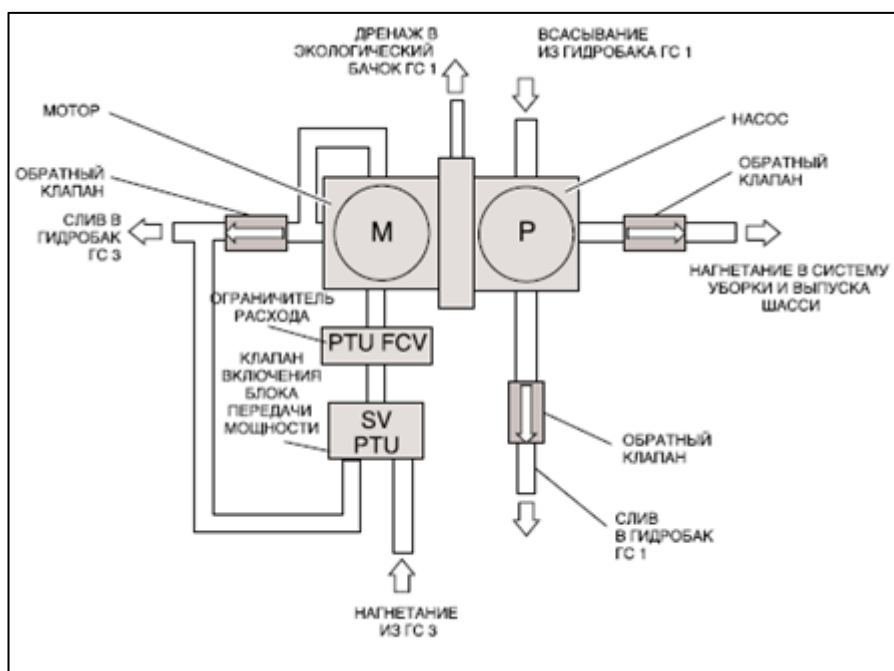 ДРЕНАЖ В
ЭКОЛОГИЧЕСКИЙ
БАЧОК ГС 1
ВСАСЫВАНИЕ
ИЗ ГИДРОБАКА ГС 1
МОТОР
НАСОС
ОБРАТНЫЙ
КЛАПАН
ОБРАТНЫЙ
КЛАПАН
СЛИВ В
ГИДРОБАК
ГС 3
M
P
НАГНЕТАНИЕ В СИСТЕМУ
УБОРКИ И ВЫПУСКА
ШАССИ
ОГРАНИЧИТЕЛЬ
РАСХОДА
PTU FCV
КЛАПАН
ВКЛЮЧЕНИЯ
БЛОКА
ПЕРЕДАЧИ
МОЩНОСТИ
SV
PTU
ОБРАТНЫЙ
КЛАПАН
СЛИВ
В ГИДРОБАК
ГС 1
НАГНЕТАНИЕ
ИЗ ГС 3